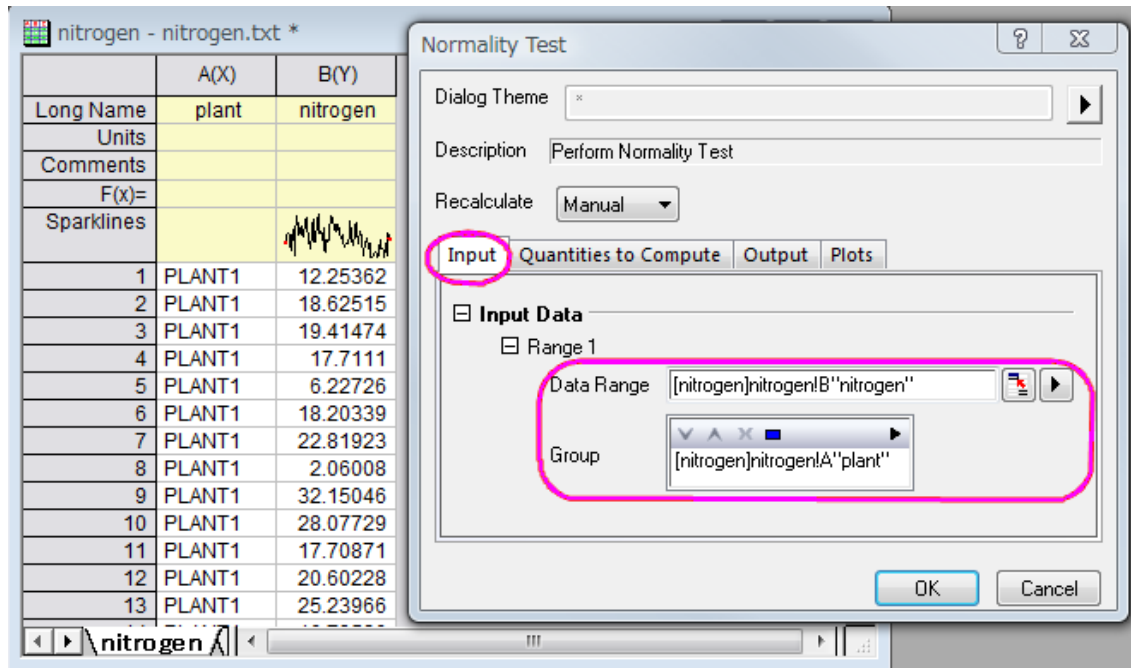 nitrogen - nitrogen.txt *
A(X) B(Y)
Long Name plant nitrogen
Units
Comments
F(x)=
Sparklines
1 PLANT1 12.25362
2 PLANT1 18.62515
3 PLANT1 19.41474
4 PLANT1 17.7111
5 PLANT1 6.22726
6 PLANT1 18.20339
7 PLANT1 22.81923
8 PLANT1 2.06008
9 PLANT1 32.15046
10 PLANT1 28.07729
11 PLANT1 17.70871
12 PLANT1 20.60228
13 PLANT1 25.23966
nitrogen
Normality Test
Dialog Theme *
Description Perform Normality Test
Recalculate Manual
Input Quantities to Compute Output Plots
Input Data
Range 1
Data Range [nitrogen]nitrogen!B"nitrogen"
Group [nitrogen]nitrogen!A"plant"
OK Cancel